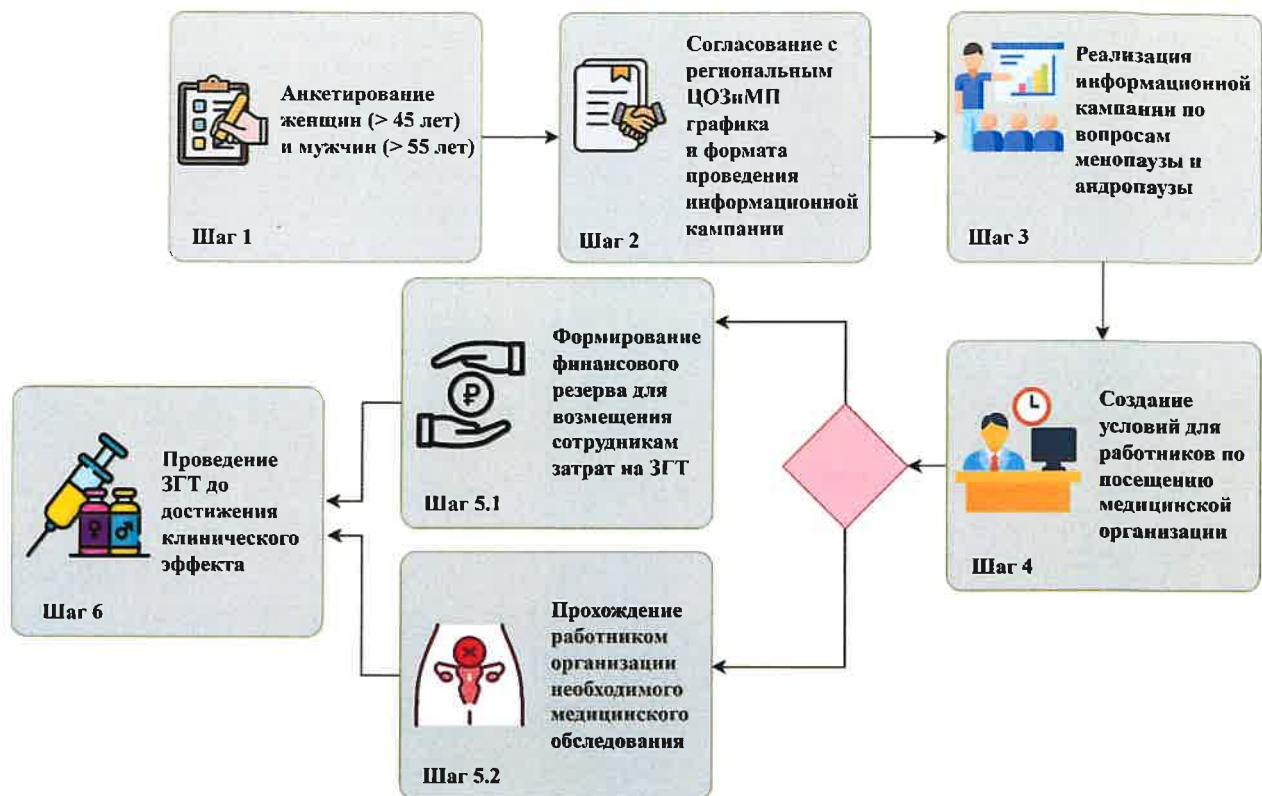 Анкетирование
женщин (> 45 лет)
и мужчин (> 55 лет)
Шаг 1
Согласование с
региональным
ЦОЗиМП
графика
и формата
проведения
информационной
кампании
Шаг 2
Реализация
информационной
кампании по
вопросам
менопаузы и
андропаузы
Шаг 3
Создание
условий для
работников по
посещению
медицинской
организации
Шаг 4
Формирование
финансового
резерва для
возмещения
сотрудникам
затрат на ЗГТ
Шаг 5.1
Прохождение
работником
организации
необходимого
медицинского
обследования
Шаг 5.2
Проведение
ЗГТ до
достижения
клинического
эффекта
Шаг 6